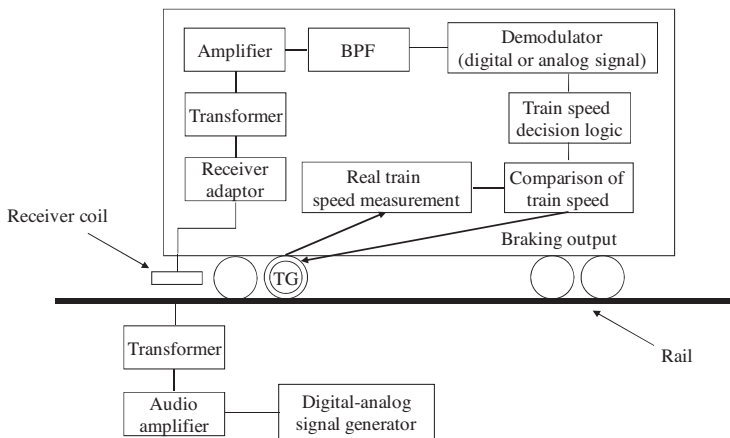 Amplifier
BPF
Demodulator
(digital or analog signal)
Transformer
Train speed
decision logic
Receiver
adaptor
Real train
speed measurement
Comparison of
train speed
Receiver coil
Braking output
TG
Transformer
Rail
Audio
amplifier
Digital-analog
signal generator